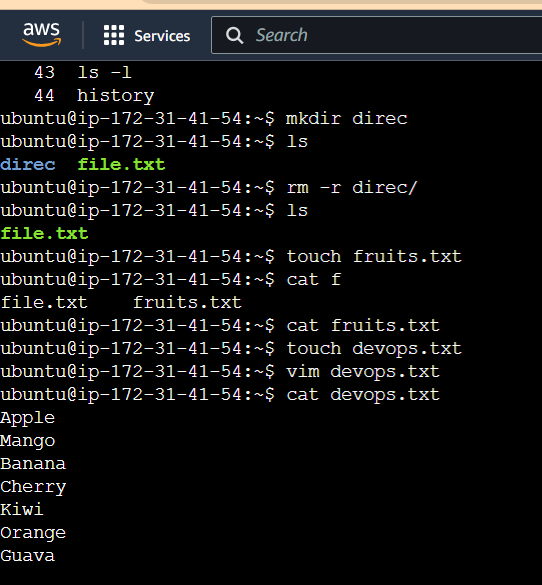 aws
Services
Search
43  ls -l
44  history
ubuntu@ip-172-31-41-54:~$ mkdir direc
ubuntu@ip-172-31-41-54:~$ ls
direc  file.txt
ubuntu@ip-172-31-41-54:~$ rm -r direc/
ubuntu@ip-172-31-41-54:~$ ls
file.txt
ubuntu@ip-172-31-41-54:~$ touch fruits.txt
ubuntu@ip-172-31-41-54:~$ cat f
file.txt    fruits.txt
ubuntu@ip-172-31-41-54:~$ cat fruits.txt
ubuntu@ip-172-31-41-54:~$ touch devops.txt
ubuntu@ip-172-31-41-54:~$ vim devops.txt
ubuntu@ip-172-31-41-54:~$ cat devops.txt
Apple
Mango
Banana
Cherry
Kiwi
Orange
Guava